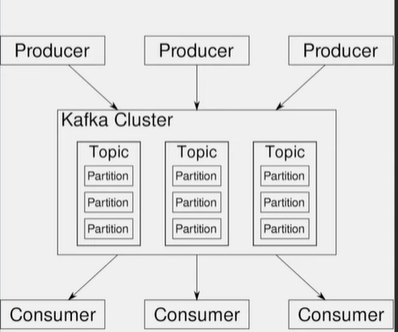 Producer Producer Producer
Kafka Cluster
Topic Topic Topic
Partition Partition Partition
Partition Partition Partition
Partition Partition Partition
Consumer Consumer Consumer